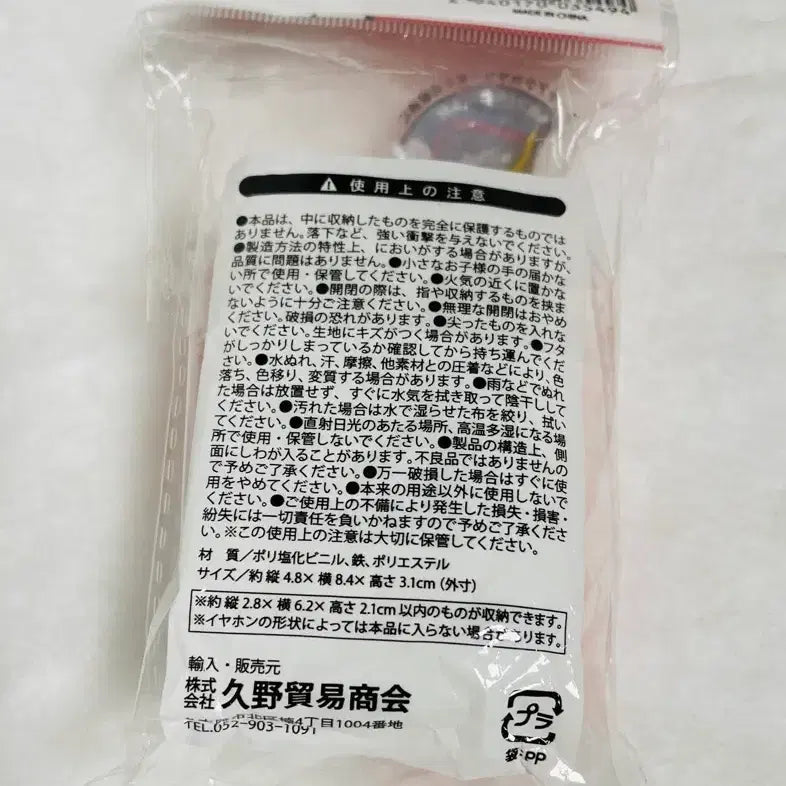 MADE IN CHINA
使用上の注意
●本品は、中に収納したものを完全に保護するものでは
ありません。落下など、強い衝撃を与えないでください。
●製造方法の特性上、においがする場合がありますが、
品質に問題はありません。●小さなお子様の手の届かな
い所で使用・保管してください。●火気の近くに置かな
いでください。●開閉の際は、指や収納するものを挟ま
ないように十分ご注意ください。●無理な開閉はおやめ
ください。破損の恐れがあります。●尖ったものを入れな
いでください。生地にキズがつく場合があります。●フタ
がしっかりしまっているか確認してから持ち運んでくだ
さい。●水ぬれ、汗、摩擦、他素材との圧着などにより、色
落ち、色移り、変質する場合があります。●雨などでぬれ
た場合は放置せず、すぐに水気を拭き取って陰干しして
ください。●汚れた場合は水で湿らせた布を絞り、拭い
てください。●直射日光のあたる場所、高温多湿になる場
所で使用・保管しないでください。●製品の構造上、側
面にしわが入ることがあります。不良品ではありませんの
で予めご了承ください。●万一破損した場合はすぐに使
用をやめてください。●本来の用途以外に使用しないで
ください。●ご使用上の不備により発生した損失・損害・
紛失には一切責任を負いかねますので予めご了承くださ
い。※この使用上の注意は大切に保管してください。
材 質／ポリ塩化ビニル、鉄、ポリエステル
サイズ／約 縦 4.8× 横 8.4× 高さ 3.1cm（外寸）
※約 縦 2.8× 横 6.2× 高さ 2.1cm 以内のものが収納できます。
※イヤホンの形状によっては本品に入らない場合があります。
輸入・販売元
株式会社 久野貿易商会
市北区楠4丁目1004番地
TEL.052-903-1091
プラ
袋:PP